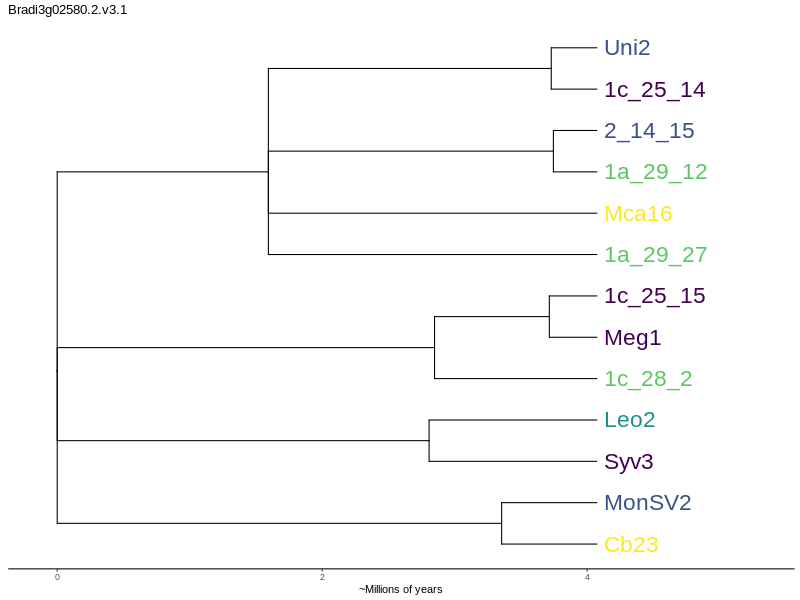 Bradi3g02580.2.v3.1
Uni2
1c_25_14
2_14_15
1a_29_12
Mca16
1a_29_27
1c_25_15
Meg1
1c_28_2
Leo2
Syv3
MonSV2
Cb23
0 2 4
~Millions of years